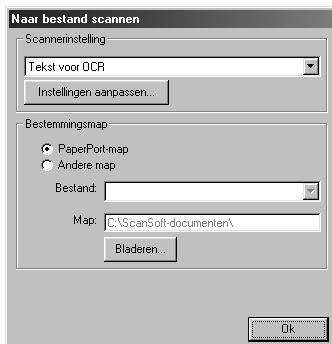 Naar bestand scannen
Scannerinstelling
Tekst voor OCR
Instellingen aanpassen...
Bestemmingsmap
PaperPort-map
Andere map
Bestand:
Map: C:\ScanSoft-documenten\
Bladeren...
Ok